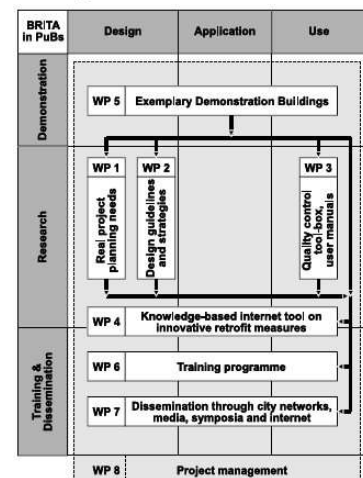 BRITA
in PuBs
Design
Application
Use
Demonstration
WP 5
Exemplary Demonstration Buildings
Research
WP 1
Real project
planning needs
WP 2
Design guidelines
and strategies
WP 3
Quality control
tool-box,
user manuals
WP 4
Knowledge-based internet tool on
innovative retrofit measures
Training &
Dissemination
WP 6
Training programme
WP 7
Dissemination through city networks,
media, symposia and internet
WP 8
Project management